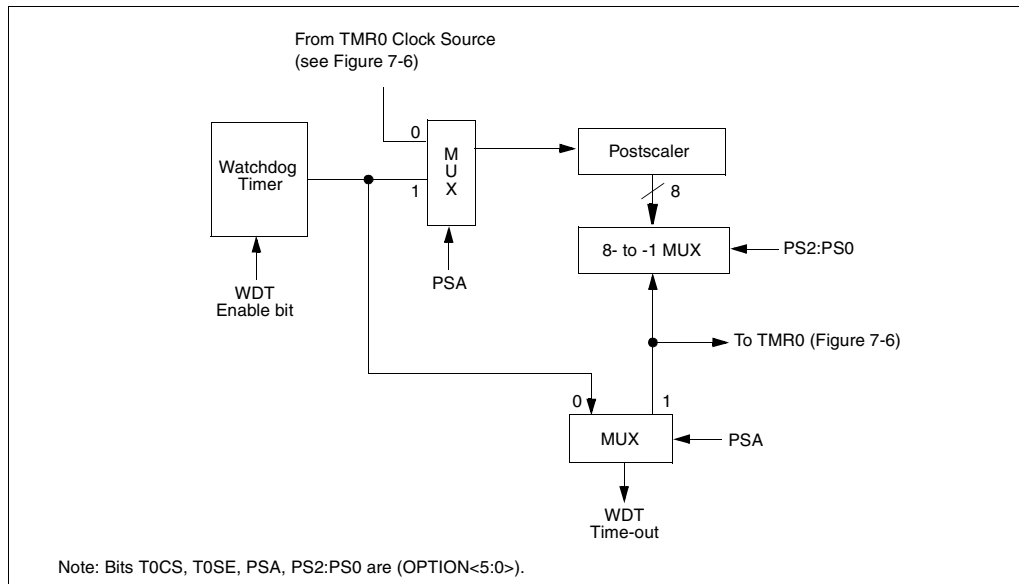 From TMR0 Clock Source
(see Figure 7-6)
0
Watchdog
Timer
1
M
U
X
Postscaler
8
8- to -1 MUX
PS2:PS0
PSA
WDT
Enable bit
To TMR0 (Figure 7-6)
0
1
MUX
PSA
WDT
Time-out
Note: Bits T0CS, T0SE, PSA, PS2:PS0 are (OPTION<5:0>).